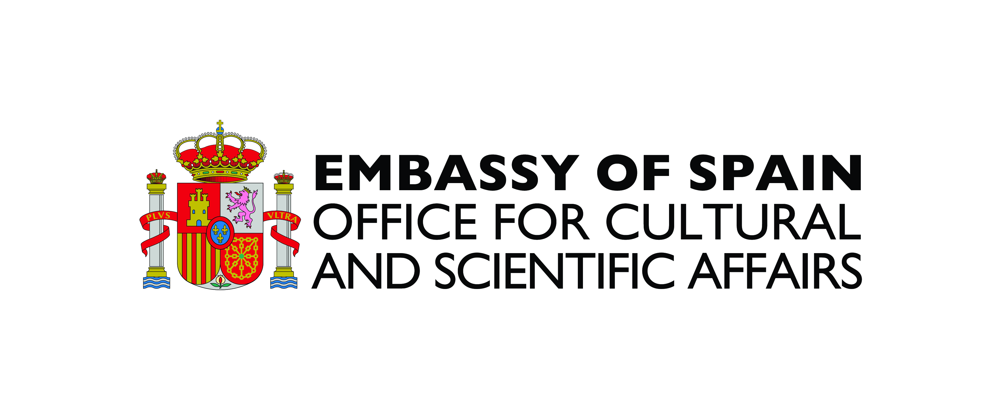 PLVS VLTRA
EMBASSY OF SPAIN
OFFICE FOR CULTURAL
AND SCIENTIFIC AFFAIRS